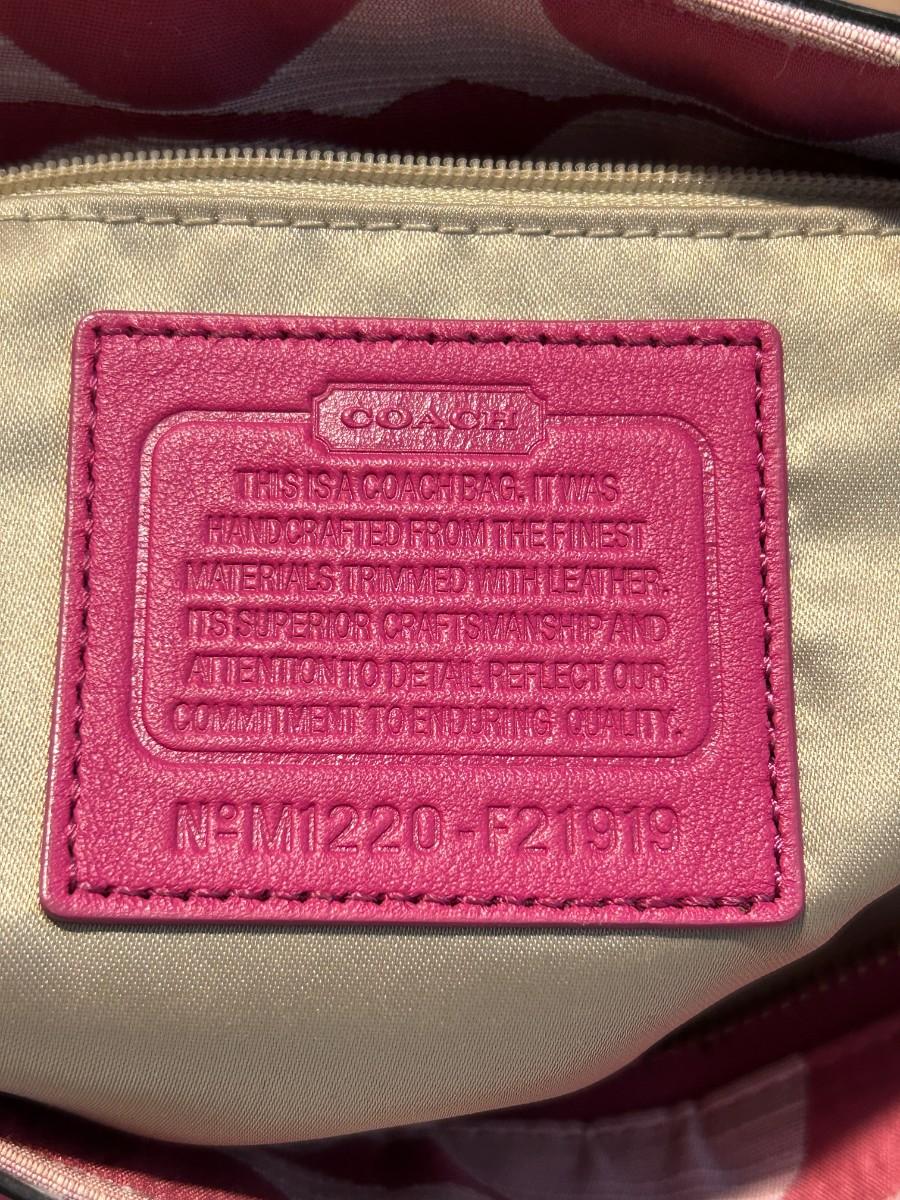 COACH
THIS IS A COACH BAG. IT WAS
HANDCRAFTED FROM THE FINEST
MATERIALS TRIMMED WITH LEATHER.
ITS SUPERIOR CRAFTSMANSHIP AND
ATTENTION TO DETAIL REFLECT OUR
COMMITMENT TO ENDURING QUALITY.
Nº M1220-F21919